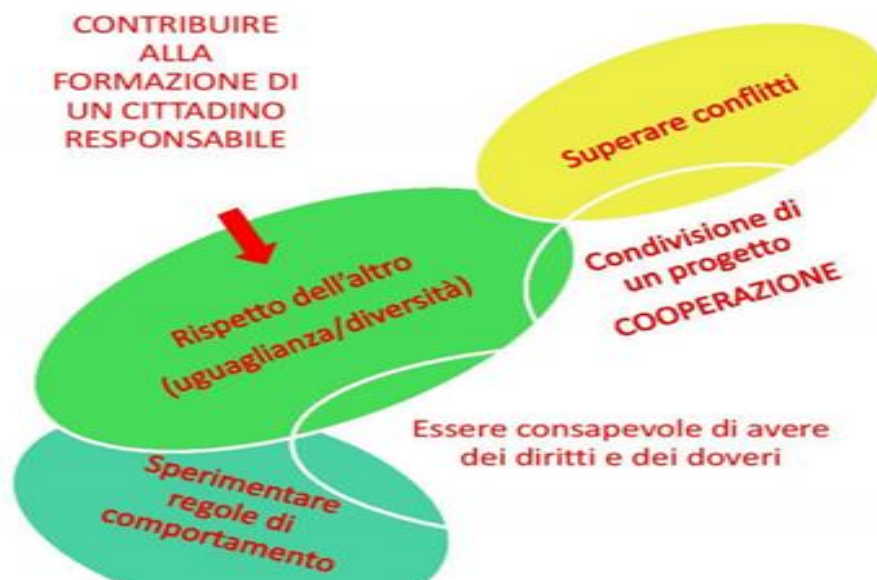 CONTRIBUIRE
ALLA
FORMAZIONE DI
UN CITTADINO
RESPONSABILE
Superare conflitti
Condivisione di
un progetto
COOPERAZIONE
Rispetto dell'altro
(uguaglianza/diversità)
Essere consapevole di avere
dei diritti e dei doveri
Sperimentare
regole di
comportamento